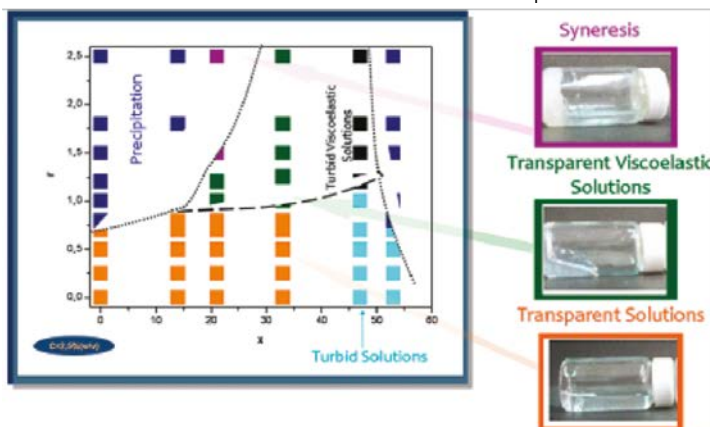 Syneresis
Transparent Viscoelastic
Solutions
Transparent Solutions
Turbid Solutions
Precipitation
Turbid Viscoelastic
Solutions
2,5
2,0
1,5
1,0
0,5
0,0
r
0
10
20
30
40
50
60
X